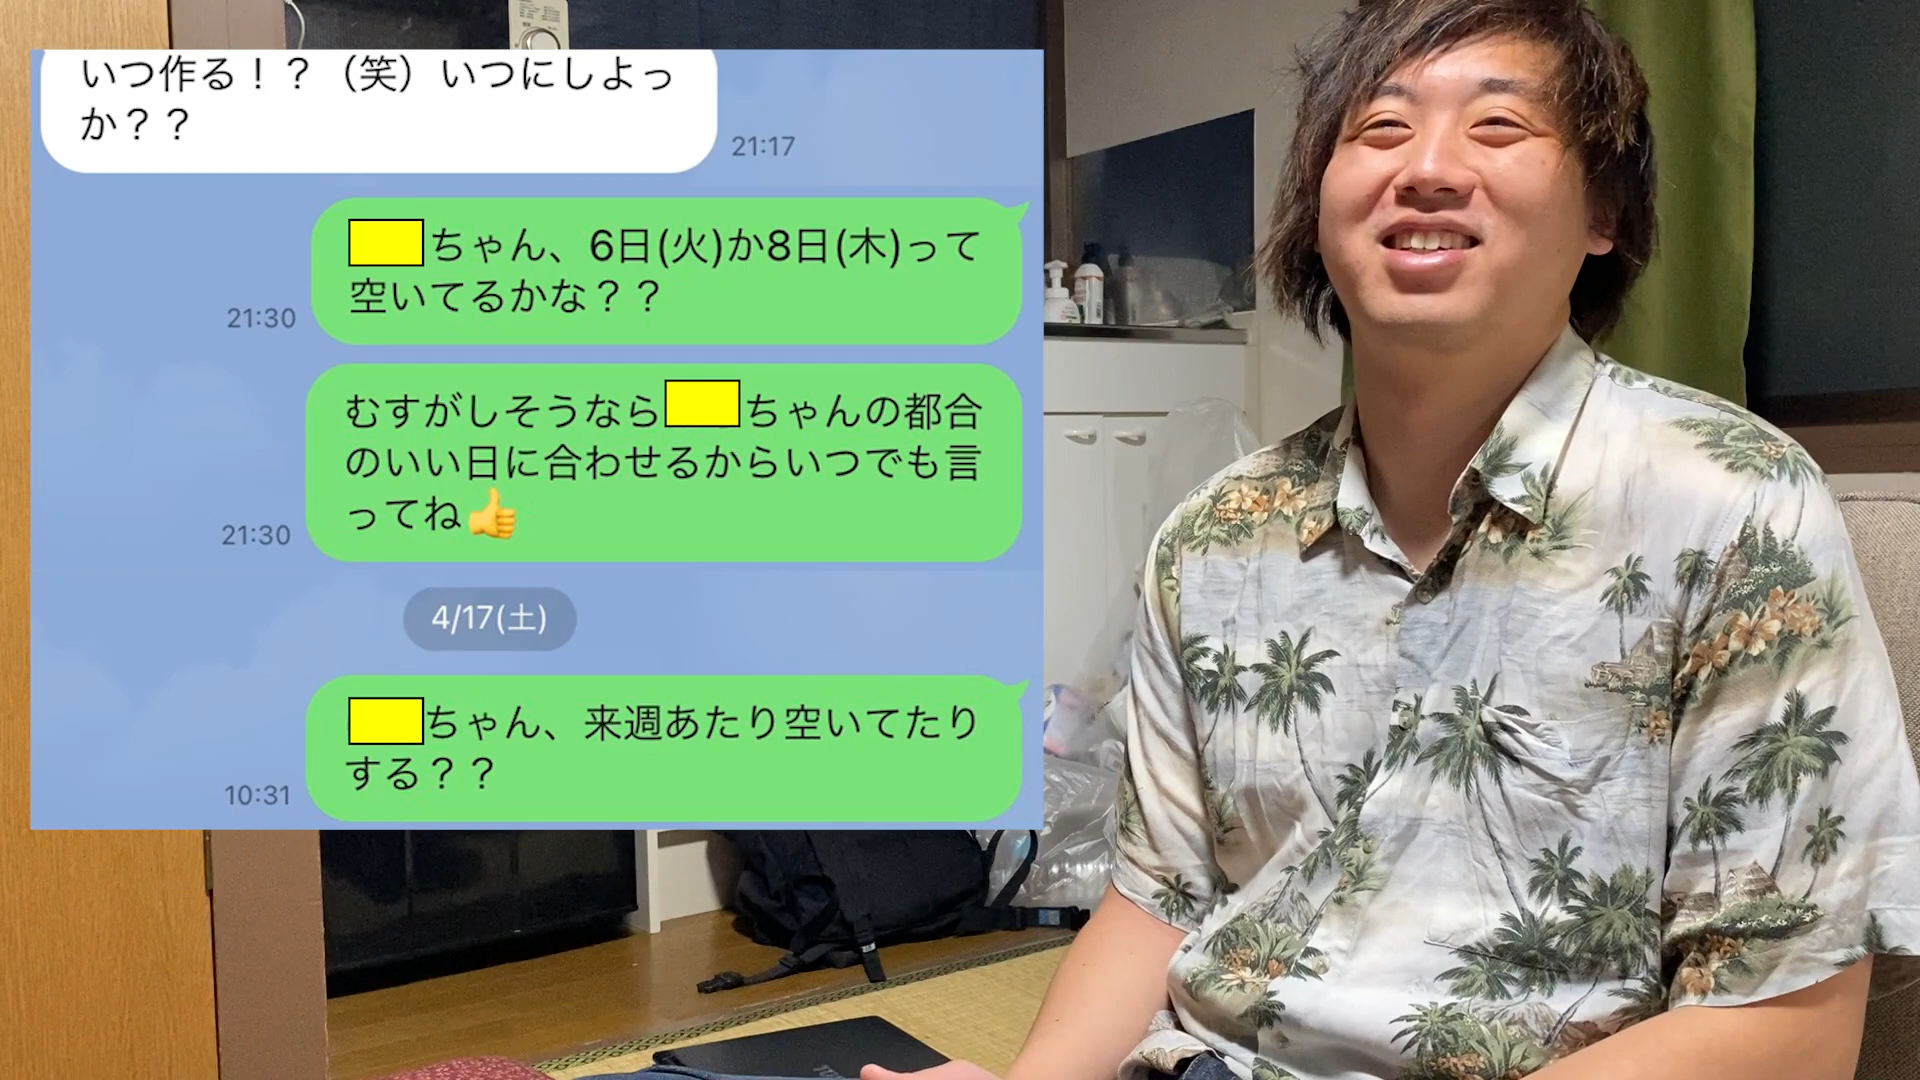 いつ作る！？（笑）いつにしよっ
か？？
21:17
ちゃん、6日(火)か8日(木)って
空いてるかな？？
21:30
むすがしそうならちゃんの都合
のいい日に合わせるからいつでも言
ってね👍
21:30
4/17(土)
ちゃん、来週あたり空いてたり
する？？
10:31